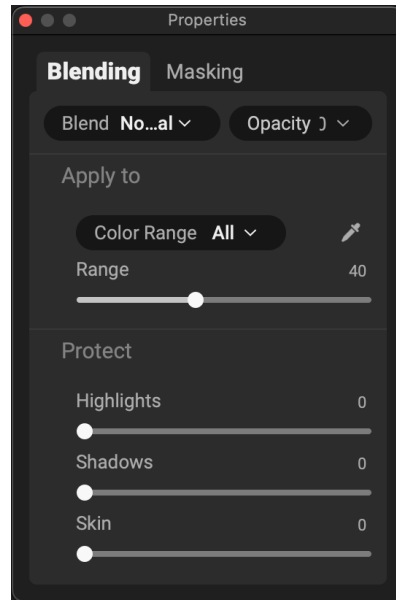 Properties
Blending Masking
Blend No...al Opacity
Apply to
Color Range All
Range 40
Protect
Highlights 0
Shadows 0
Skin 0